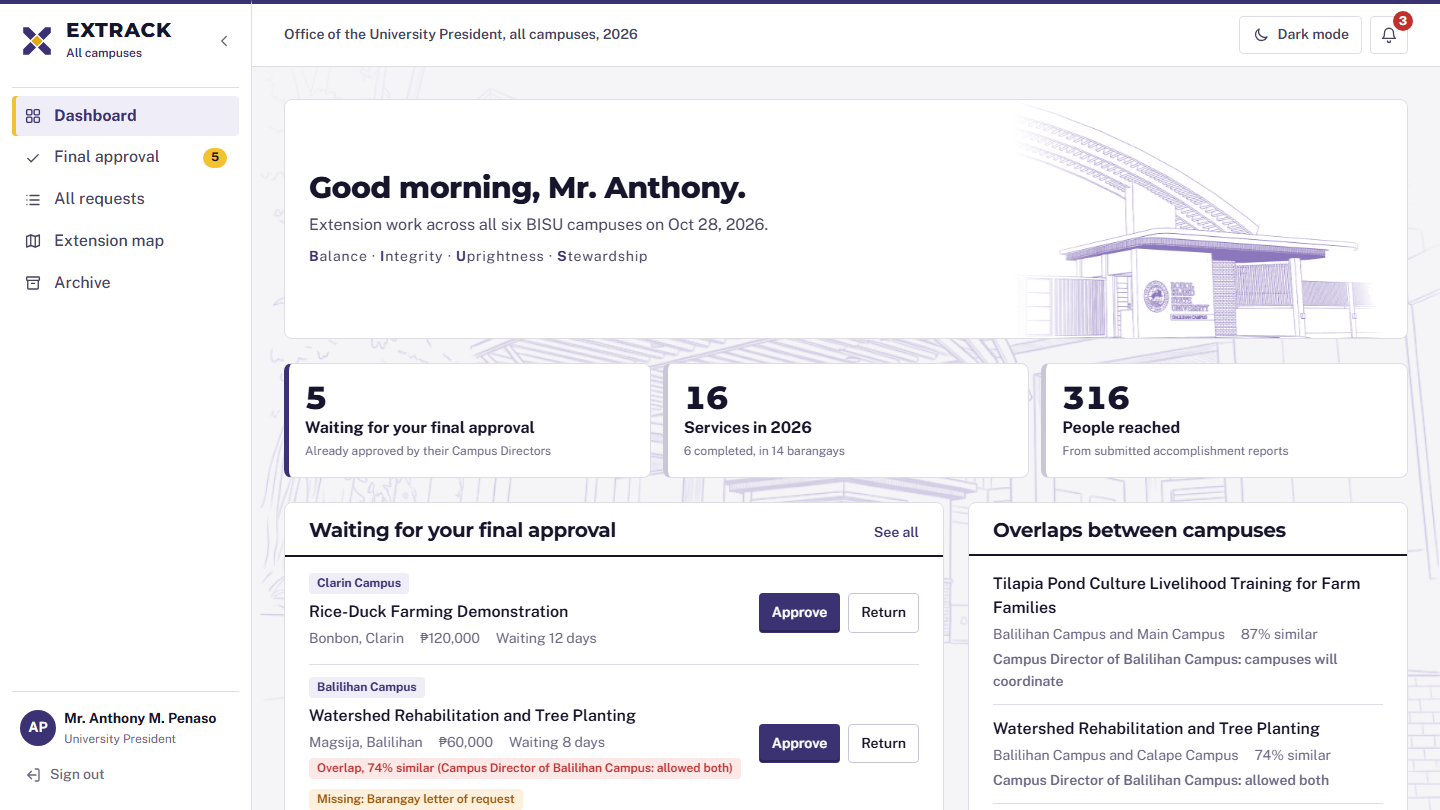 EXTRACK
All campuses
Dashboard
Final approval 5
All requests
Extension map
Archive
Mr. Anthony M. Penaso
AP
University President
Sign out
Office of the University President, all campuses, 2026
Dark mode
3
Good morning, Mr. Anthony.
Extension work across all six BISU campuses on Oct 28, 2026.
Balance · Integrity · Uprightness · Stewardship
BOHOL
ISLAND
STATE
UNIVERSITY
BALILIHAN CAMPUS
5
Waiting for your final approval
Already approved by their Campus Directors
16
Services in 2026
6 completed, in 14 barangays
316
People reached
From submitted accomplishment reports
Waiting for your final approval
See all
Clarin Campus
Rice-Duck Farming Demonstration
Bonbon, Clarin ₱120,000 Waiting 12 days
Approve Return
Balilihan Campus
Watershed Rehabilitation and Tree Planting
Magsija, Balilihan ₱60,000 Waiting 8 days
Approve Return
Overlap, 74% similar (Campus Director of Balilihan Campus: allowed both)
Missing: Barangay letter of request
Overlaps between campuses
Tilapia Pond Culture Livelihood Training for Farm
Families
Balilihan Campus and Main Campus 87% similar
Campus Director of Balilihan Campus: campuses will
coordinate
Watershed Rehabilitation and Tree Planting
Balilihan Campus and Calape Campus 74% similar
Campus Director of Balilihan Campus: allowed both